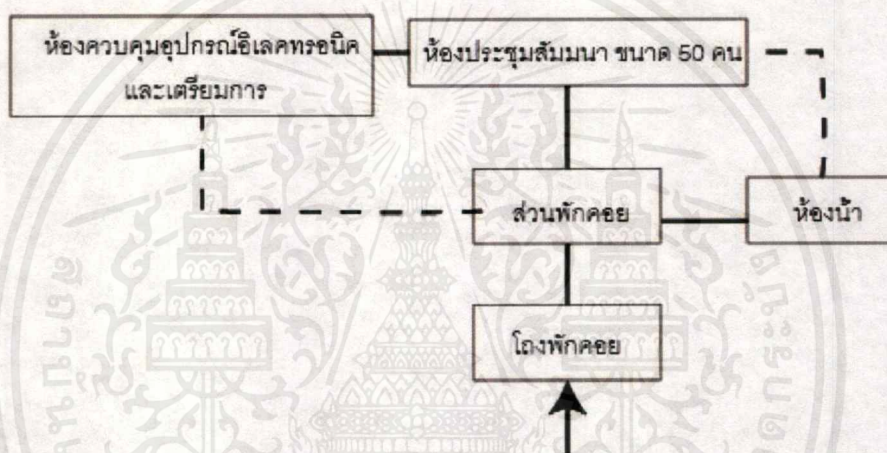 ห้องควบคุมอุปกรณ์อิเลคทรอนิค
และเตรียมการ
ห้องประชุมสัมมนา ขนาด 50 คน
ส่วนพักคอย
ห้องน้ำ
โถงพักคอย